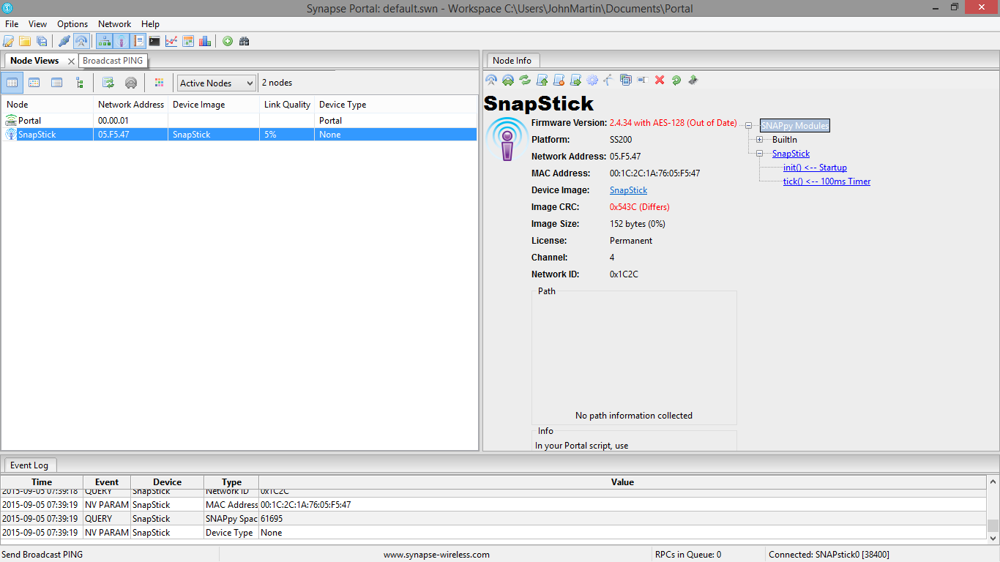 Synapse Portal: default.swn - Workspace C:\Users\JohnMartin\Documents\Portal
File View Options Network Help
Node Views
Broadcast PING
Active Nodes 2 nodes
Node Network Address Device Image Link Quality Device Type
Portal 00.00.01 Portal
SnapStick 05.F5.47 SnapStick 5% None
Node Info
SnapStick
Firmware Version: 2.4.34 with AES-128 (Out of Date)
Platform: SS200
Network Address: 05.F5.47
MAC Address: 00:1C:2C:1A:76:05:F5:47
Device Image: SnapStick
Image CRC: 0x543C (Differs)
Image Size: 152 bytes (0%)
License: Permanent
Channel: 4
Network ID: 0x1C2C
SNAPpy Modules
BuiltIn
SnapStick
init() <-- Startup
tick() <-- 100ms Timer
Path
No path information collected
Info
In your Portal script, use
Event Log
Time Event Device Type Value
2015-09-05 07:39:18 QUERY SnapStick Network ID 0x1C2C
2015-09-05 07:39:19 NV PARAM SnapStick MAC Address 00:1C:2C:1A:76:05:F5:47
2015-09-05 07:39:19 QUERY SnapStick SNAPpy Spac 61695
2015-09-05 07:39:19 NV PARAM SnapStick Device Type None
Send Broadcast PING www.synapse-wireless.com RPCs in Queue: 0 Connected: SNAPstick0 [38400]